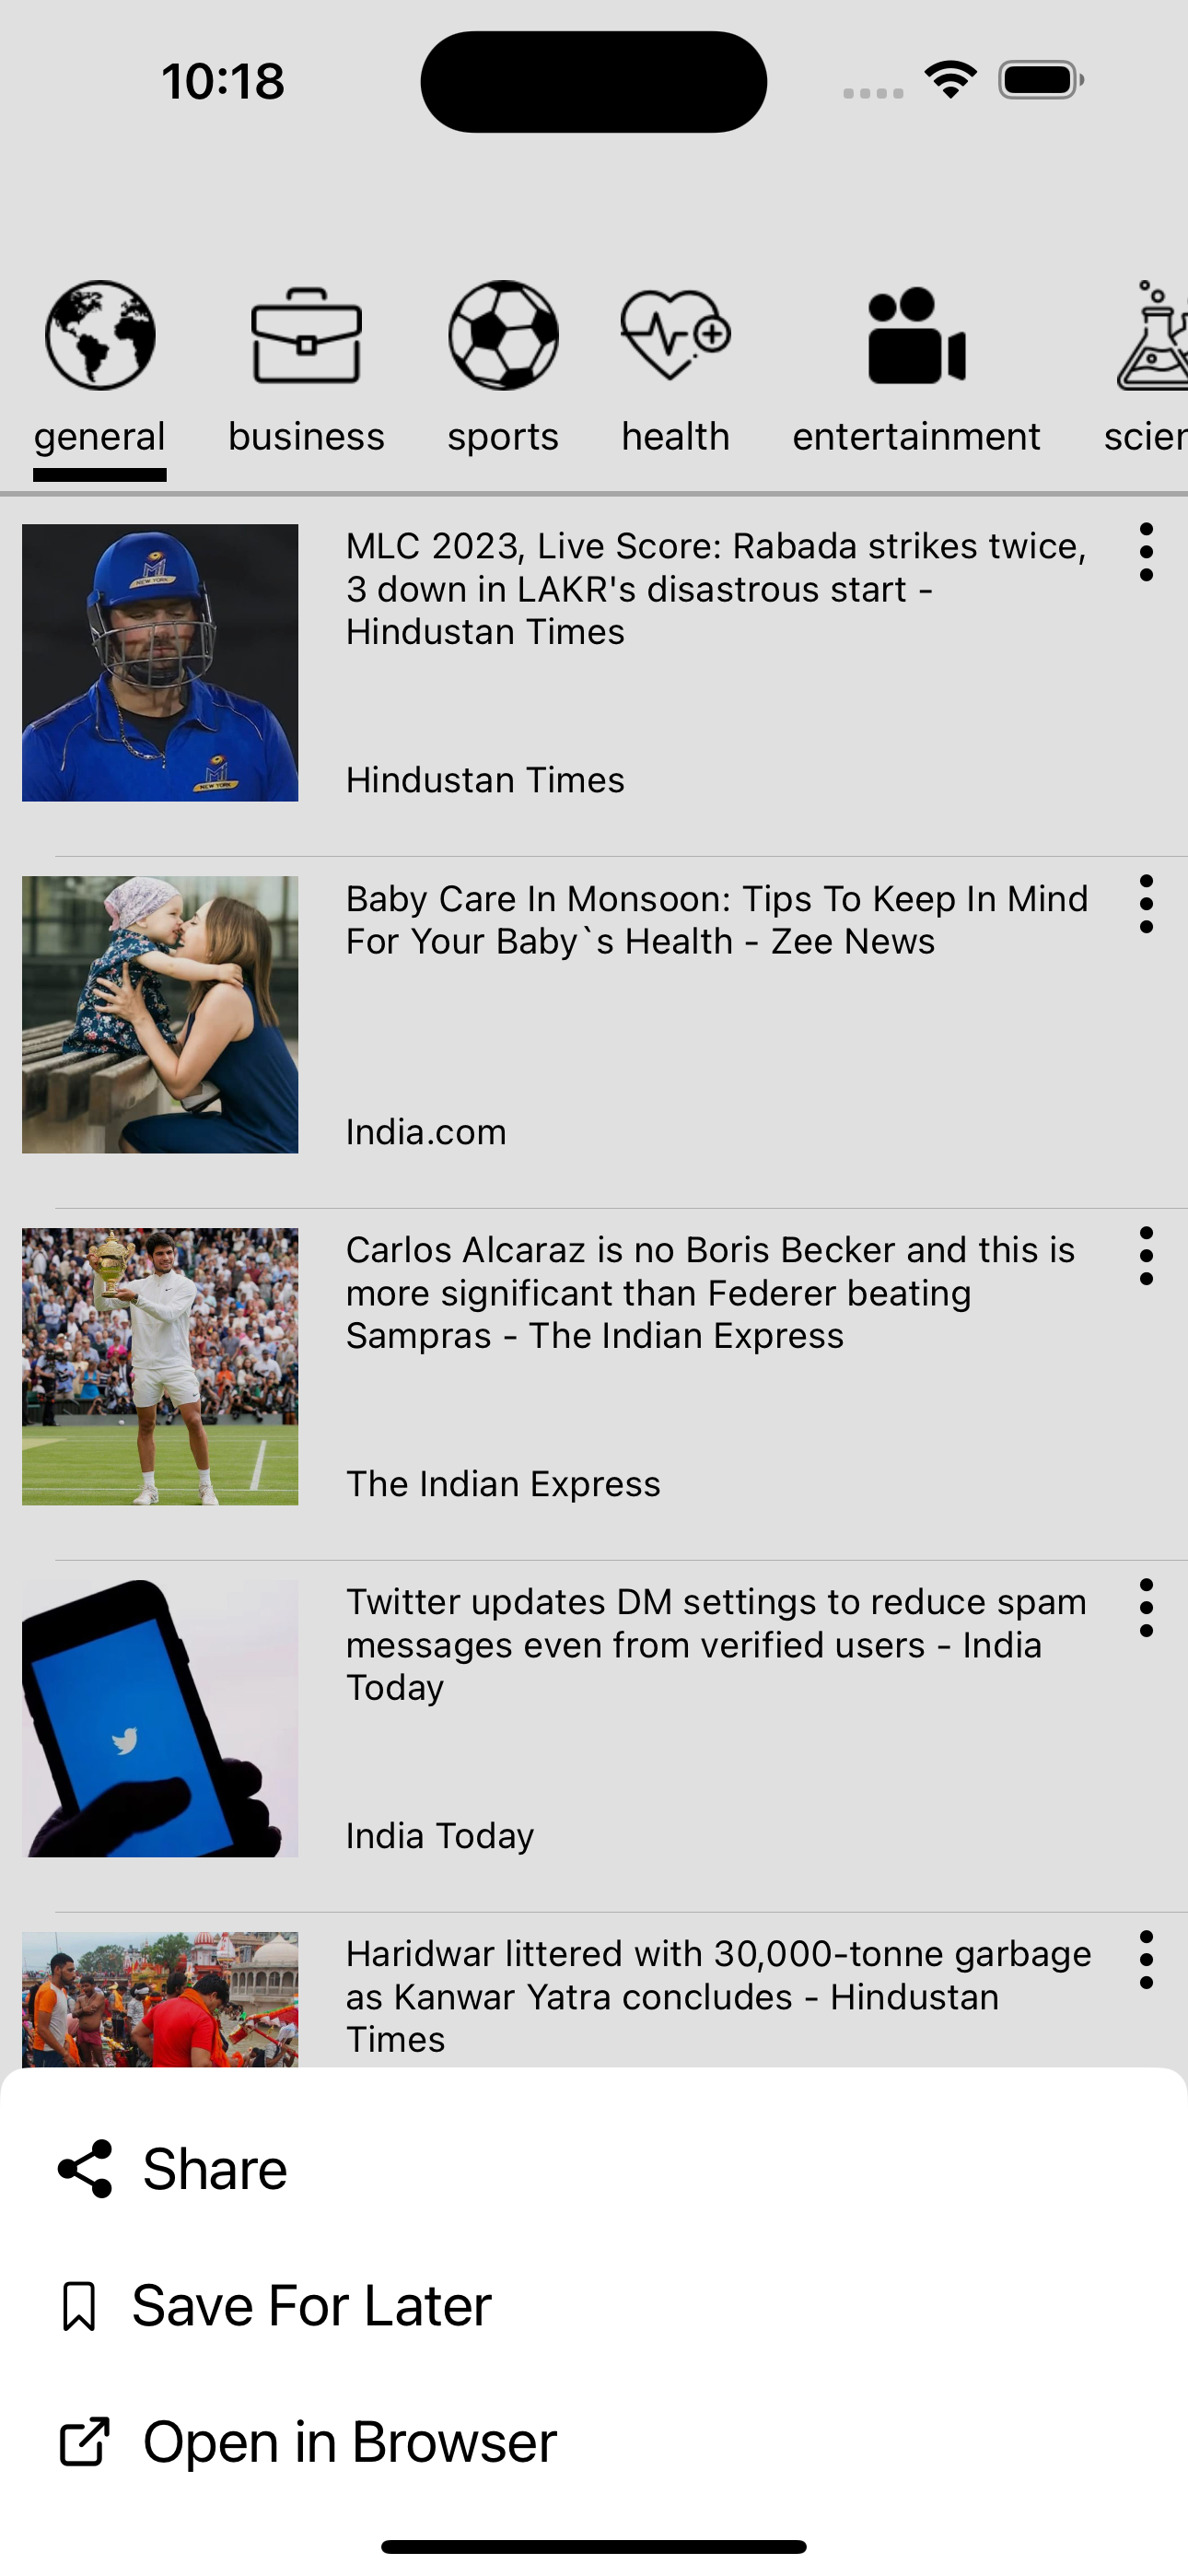 10:18
general business sports health entertainment scien
MLC 2023, Live Score: Rabada strikes twice,
3 down in LAKR's disastrous start -
Hindustan Times
Hindustan Times
NEW YORK
NEW YORK
Baby Care In Monsoon: Tips To Keep In Mind
For Your Baby`s Health - Zee News
India.com
Carlos Alcaraz is no Boris Becker and this is
more significant than Federer beating
Sampras - The Indian Express
The Indian Express
Twitter updates DM settings to reduce spam
messages even from verified users - India
Today
India Today
Haridwar littered with 30,000-tonne garbage
as Kanwar Yatra concludes - Hindustan
Times
Share
Save For Later
Open in Browser